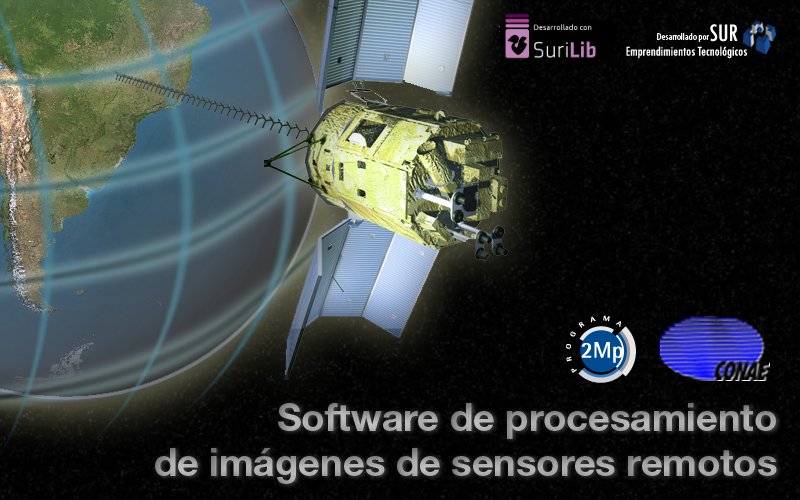 Desarrollado con
SuriLib
Desarrollado por SUR
Emprendimientos Tecnológicos
PROGRAMA
2Mp
CONAE
Software de procesamiento
de imágenes de sensores remotos